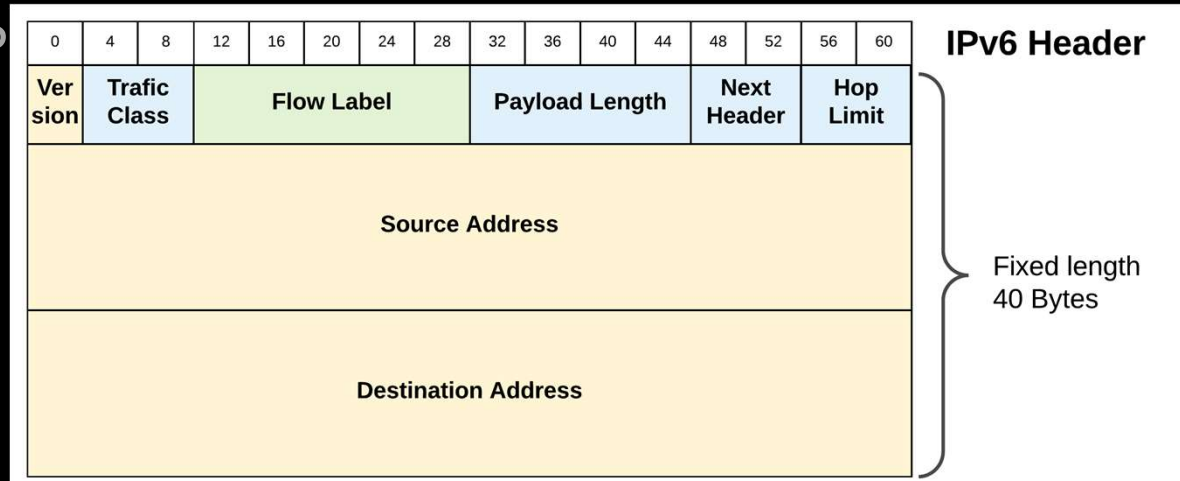 0 4 8 12 16 20 24 28 32 36 40 44 48 52 56 60
IPv6 Header
Ver
sion
Trafic
Class
Flow Label
Payload Length
Next
Header
Hop
Limit
Source Address
Fixed length
40 Bytes
Destination Address